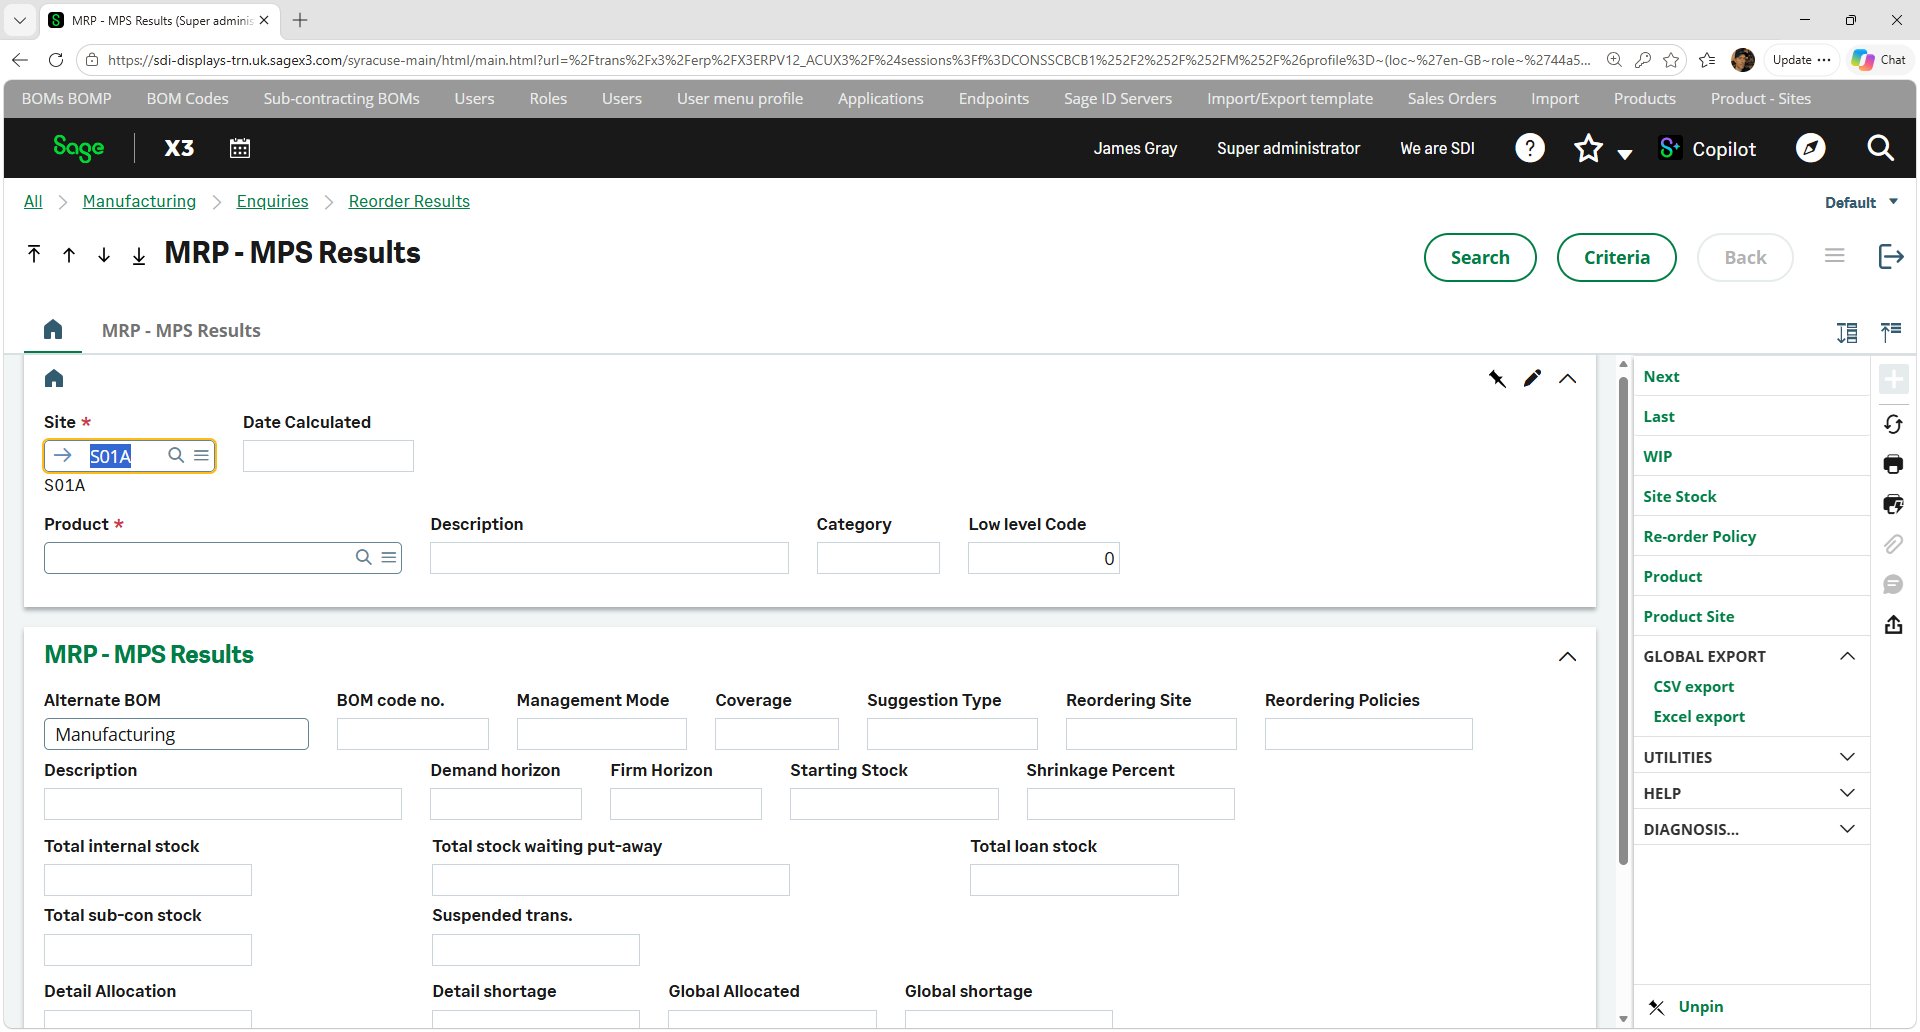 MRP - MPS Results (Super adminis
https://sdi-displays-trn.uk.sagex3.com/syracuse-main/html/main.html?url=%2Ftrans%2Fx3%2Ferp%2FX3ERPV12_ACUX3%2F%24sessions%3Ff%3DCONSSCBCB1%252F2%252F%252FM%252F%26profile%3D~(loc~%27en-GB~role~%2744a5...
Update
Chat
BOMs BOMP BOM Codes Sub-contracting BOMs Users Roles Users User menu profile Applications Endpoints Sage ID Servers Import/Export template Sales Orders Import Products Product - Sites
Sage X3 James Gray Super administrator We are SDI ? Copilot
All Manufacturing Enquiries Reorder Results Default
MRP - MPS Results Search Criteria Back
MRP - MPS Results
Site * Date Calculated
S01A
S01A
Product * Description Category Low level Code
0
MRP - MPS Results
Alternate BOM BOM code no. Management Mode Coverage Suggestion Type Reordering Site Reordering Policies
Manufacturing
Description Demand horizon Firm Horizon Starting Stock Shrinkage Percent
Total internal stock Total stock waiting put-away Total loan stock
Total sub-con stock Suspended trans.
Detail Allocation Detail shortage Global Allocated Global shortage
Next
Last
WIP
Site Stock
Re-order Policy
Product
Product Site
GLOBAL EXPORT
CSV export
Excel export
UTILITIES
HELP
DIAGNOSIS...
Unpin